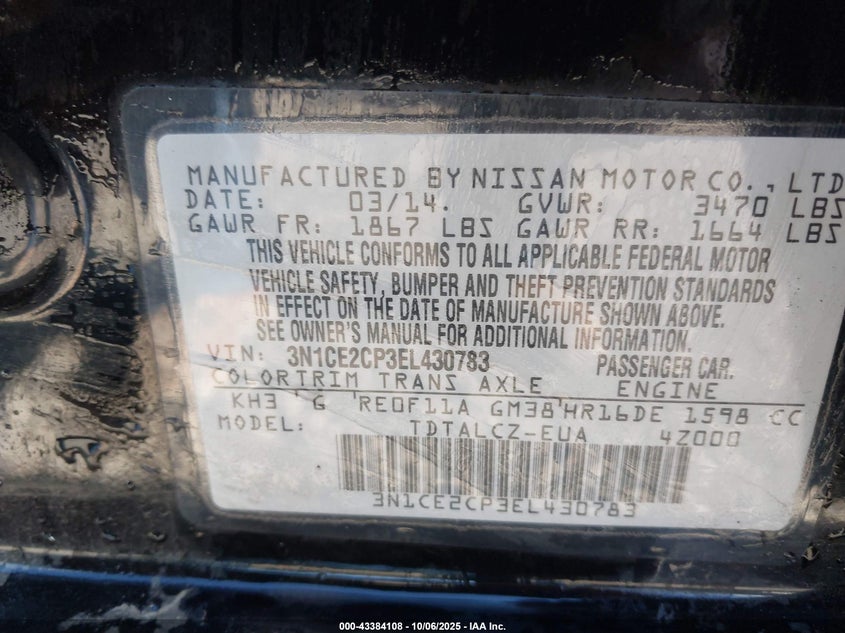 MANUFACTURED BY NISSAN MOTOR CO., LTD
DATE: 03/14. GVWR: 3470 LBS
GAWR FR: 1867 LBS GAWR RR: 1664 LBS
THIS VEHICLE CONFORMS TO ALL APPLICABLE FEDERAL MOTOR
VEHICLE SAFETY, BUMPER AND THEFT PREVENTION STANDARDS
IN EFFECT ON THE DATE OF MANUFACTURE SHOWN ABOVE.
SEE OWNER'S MANUAL FOR ADDITIONAL INFORMATION.
VIN: 3N1CE2CP3EL430783 PASSENGER CAR.
COLORTRIM TRANS AXLE ENGINE
KH3 'G 'RE0F11A GM38'HR16DE 1598 CC
MODEL: TDTALCZ-EUA 4Z000
3N1CE2CP3EL430783
000-43384108 - 10/06/2025 - IAA Inc.